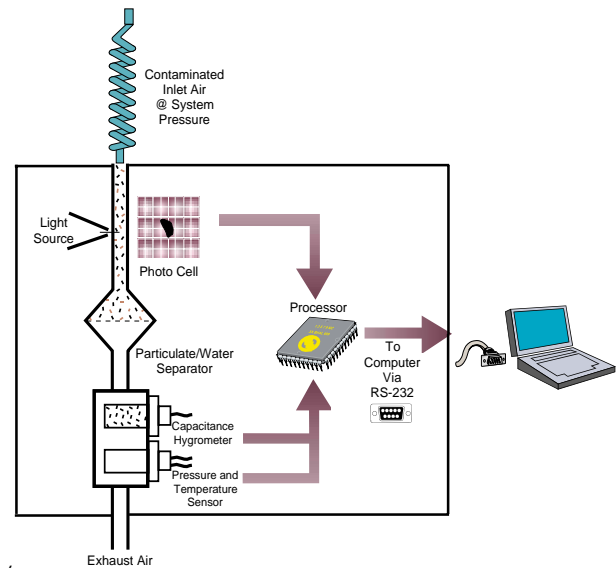 Contaminated
Inlet Air
@ System
Pressure
Light
Source
Photo Cell
Processor
Particulate/Water
Separator
To
Computer
Via
RS-232
Capacitance
Hygrometer
Pressure and
Temperature
Sensor
Exhaust Air